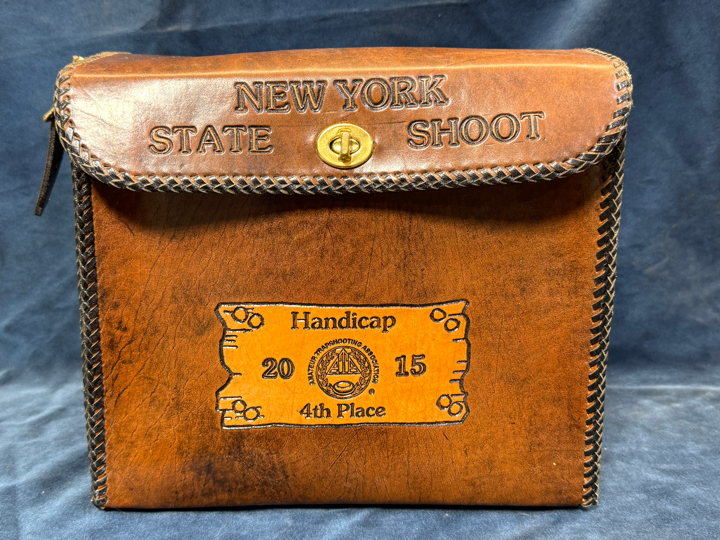 NEW YORK
STATE SHOOT
Handicap
20 15
AMATEUR TRAPSHOOTING ASSOCIATION
ATA
®
4th Place